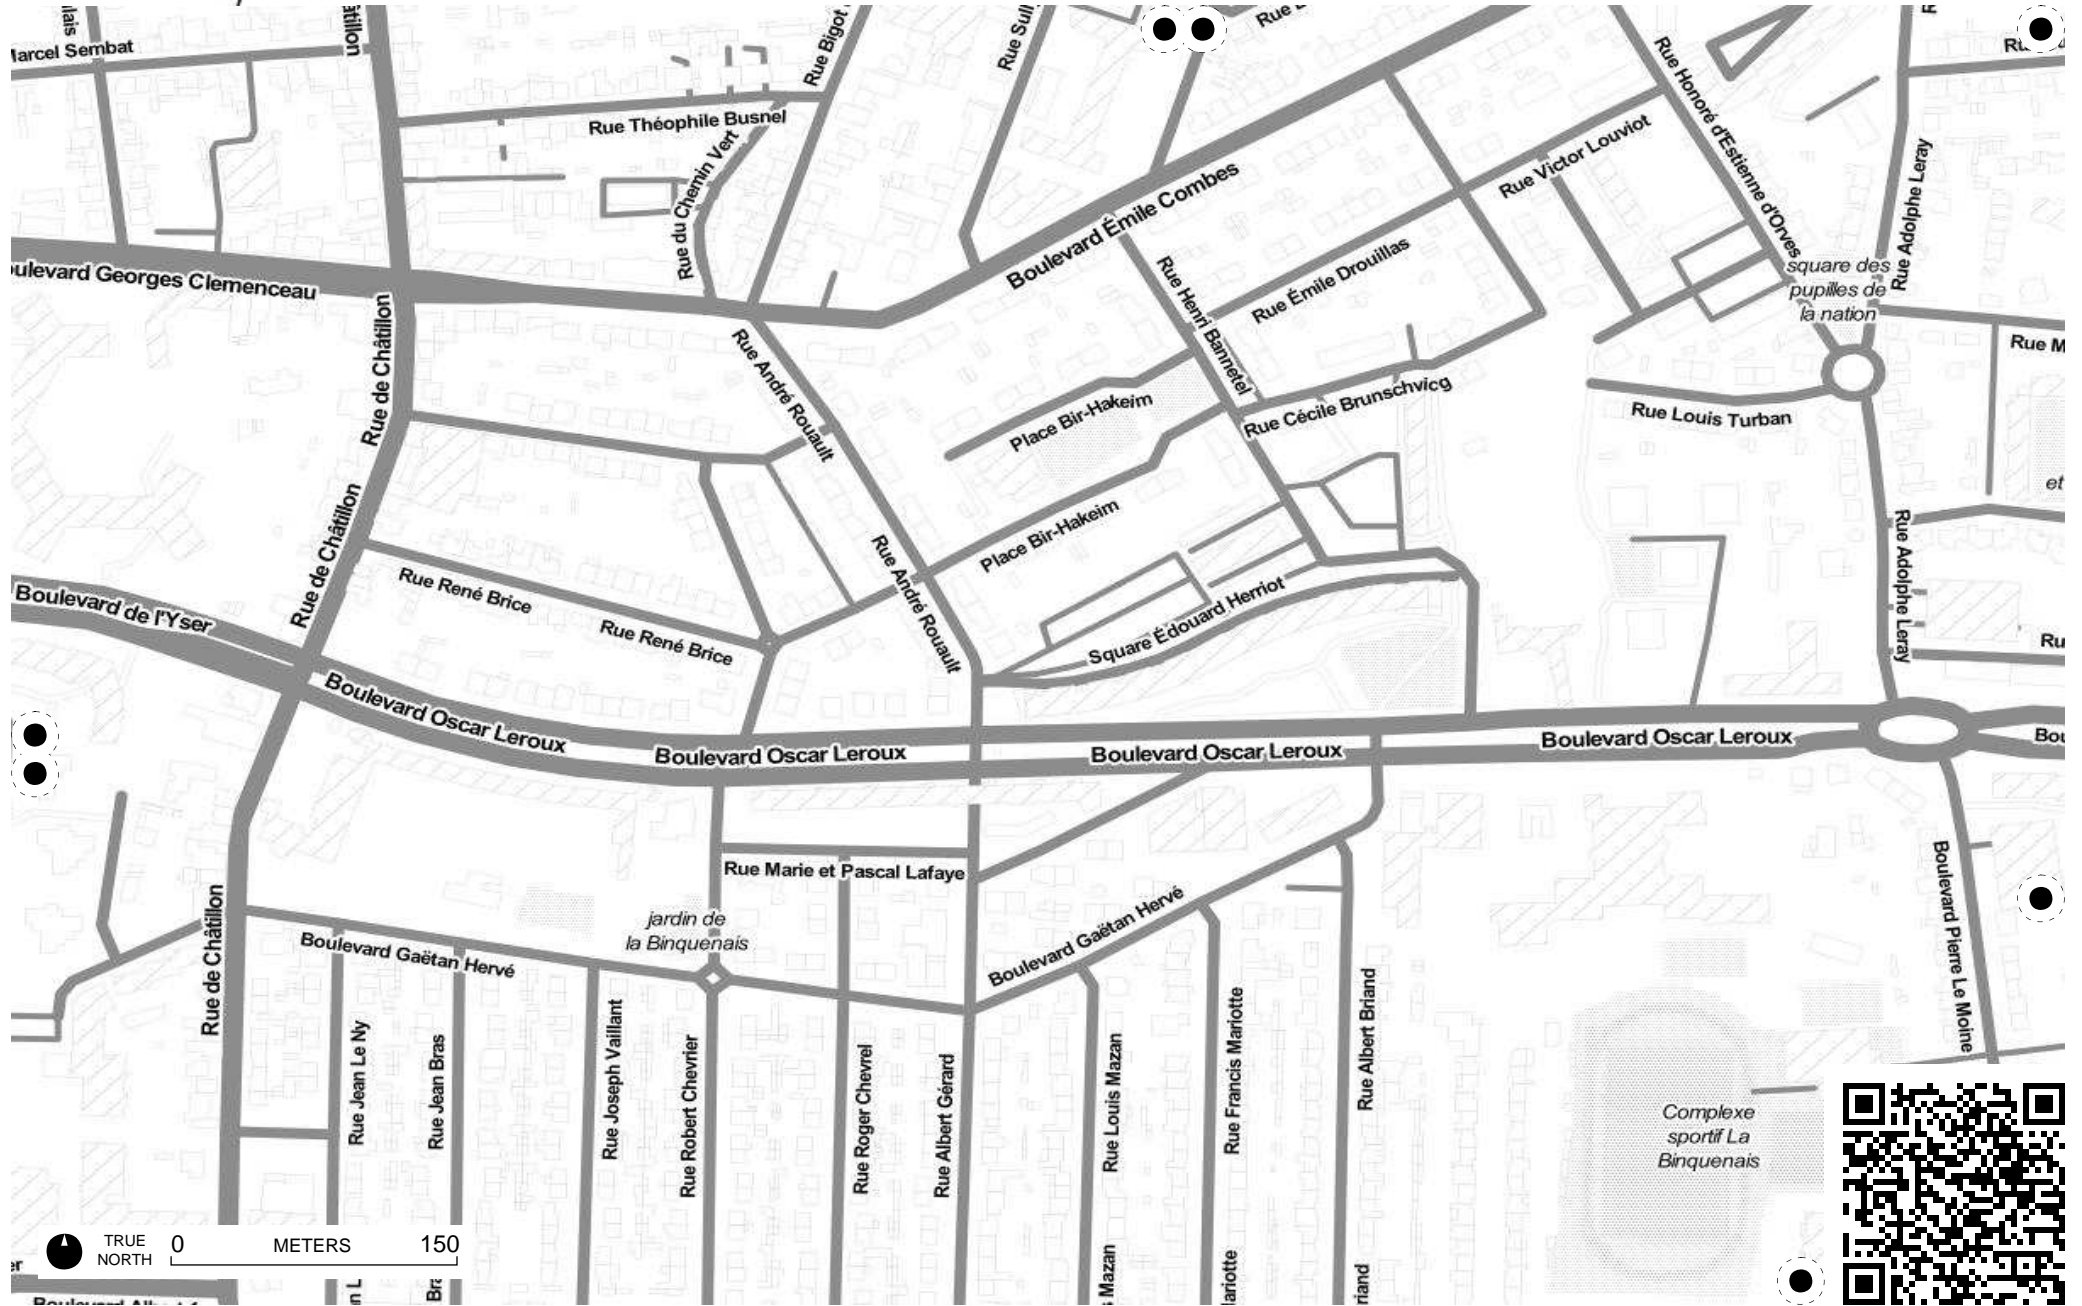 Marcel Sembat
Rue Bigot
Rue Théophile Busnel
Rue du Chemin Vert
Boulevard Émile Combes
Rue Honoré d'Estienne d'Orves
Rue Victor Louviot
Rue Adolphe Leray
square des
pupilles de
la nation
Rue Émile Drouillas
Rue Henri Bannetel
Boulevard Georges Clemenceau
Rue de Châtillon
Rue André Rouault
Place Bir-Hakeim
Rue Cécile Brunschvicg
Rue Louis Turban
Rue M
et
Rue de Châtillon
Place Bir-Hakeim
Rue André Rouault
Rue Adolphe Leray
Boulevard de l'Yser
Rue René Brice
Rue René Brice
Square Édouard Herriot
Boulevard Oscar Leroux
Boulevard Oscar Leroux
Boulevard Oscar Leroux
Boulevard Oscar Leroux
Rue Marie et Pascal Lafaye
jardin de
la Binquenais
Boulevard Gaëtan Hervé
Boulevard Gaëtan Hervé
Boulevard Pierre Le Moine
Rue de Châtillon
Rue Jean Le Ny
Rue Jean Bras
Rue Joseph Vaillant
Rue Robert Chevrier
Rue Roger Chevrel
Rue Albert Gérard
Rue Louis Mazan
Rue Francis Mariotte
Rue Albert Briand
Complexe
sportif La
Binquenais
TRUE
NORTH
0 METERS 150